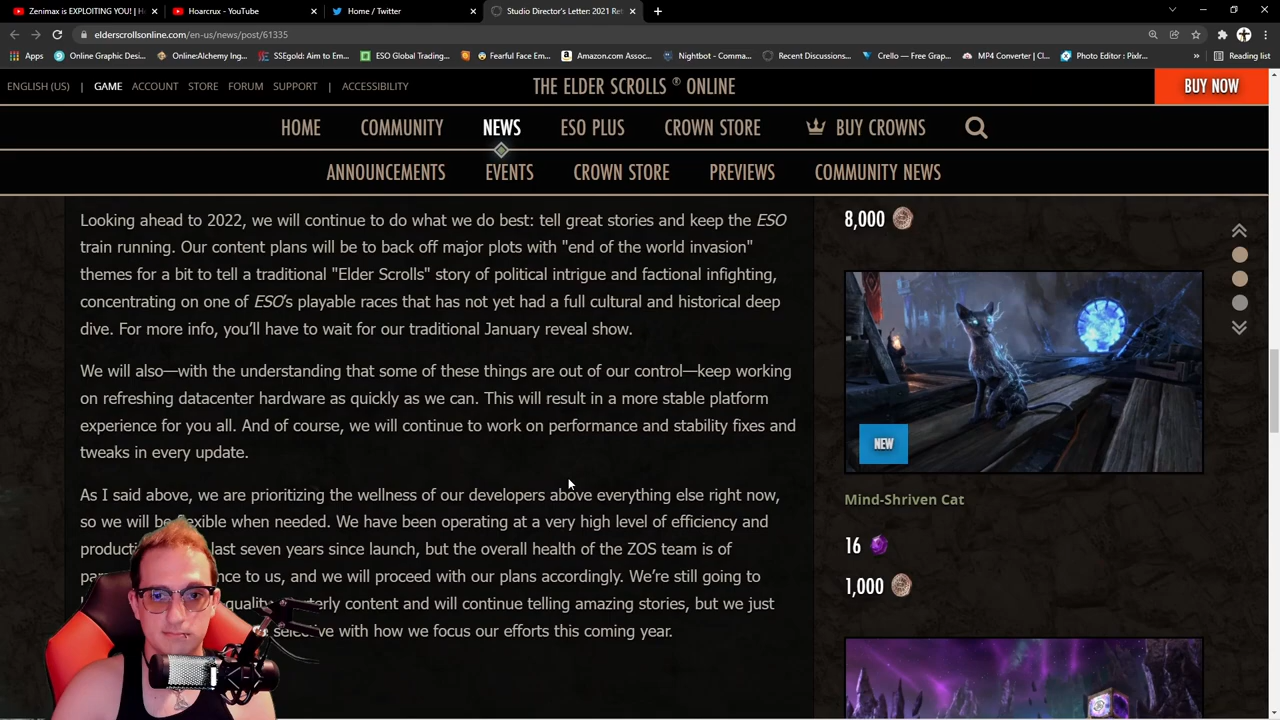 Zenimax is EXPLOITING YOU! | H
Hoarcrux - YouTube
Home / Twitter
Studio Director's Letter: 2021 Ret
elderscrollsonline.com/en-us/news/post/61335
Apps
Online Graphic Desi...
OnlineAlchemy Ing...
SSEgold: Aim to Em...
ESO Global Trading...
Fearful Face Em...
Amazon.com Associ...
Nightbot - Comma...
Recent Discussions...
Crello — Free Grap...
MP4 Converter | Cl...
Photo Editor : Pixlr...
»
Reading list
ENGLISH (US) | GAME ACCOUNT STORE FORUM SUPPORT | ACCESSIBILITY
THE ELDER SCROLLS ® ONLINE
BUY NOW
HOME COMMUNITY NEWS ESO PLUS CROWN STORE BUY CROWNS
ANNOUNCEMENTS EVENTS CROWN STORE PREVIEWS COMMUNITY NEWS
Looking ahead to 2022, we will continue to do what we do best: tell great stories and keep the ESO
train running. Our content plans will be to back off major plots with "end of the world invasion"
themes for a bit to tell a traditional "Elder Scrolls" story of political intrigue and factional infighting,
concentrating on one of ESO's playable races that has not yet had a full cultural and historical deep
dive. For more info, you'll have to wait for our traditional January reveal show.
We will also—with the understanding that some of these things are out of our control—keep working
on refreshing datacenter hardware as quickly as we can. This will result in a more stable platform
experience for you all. And of course, we will continue to work on performance and stability fixes and
tweaks in every update.
As I said above, we are prioritizing the wellness of our developers above everything else right now,
so we will be flexible when needed. We have been operating at a very high level of efficiency and
last seven years since launch, but the overall health of the ZOS team is of
to us, and we will proceed with our plans accordingly. We're still going to
content and will continue telling amazing stories, but we just
with how we focus our efforts this coming year.
8,000
NEW
Mind-Shriven Cat
16
1,000